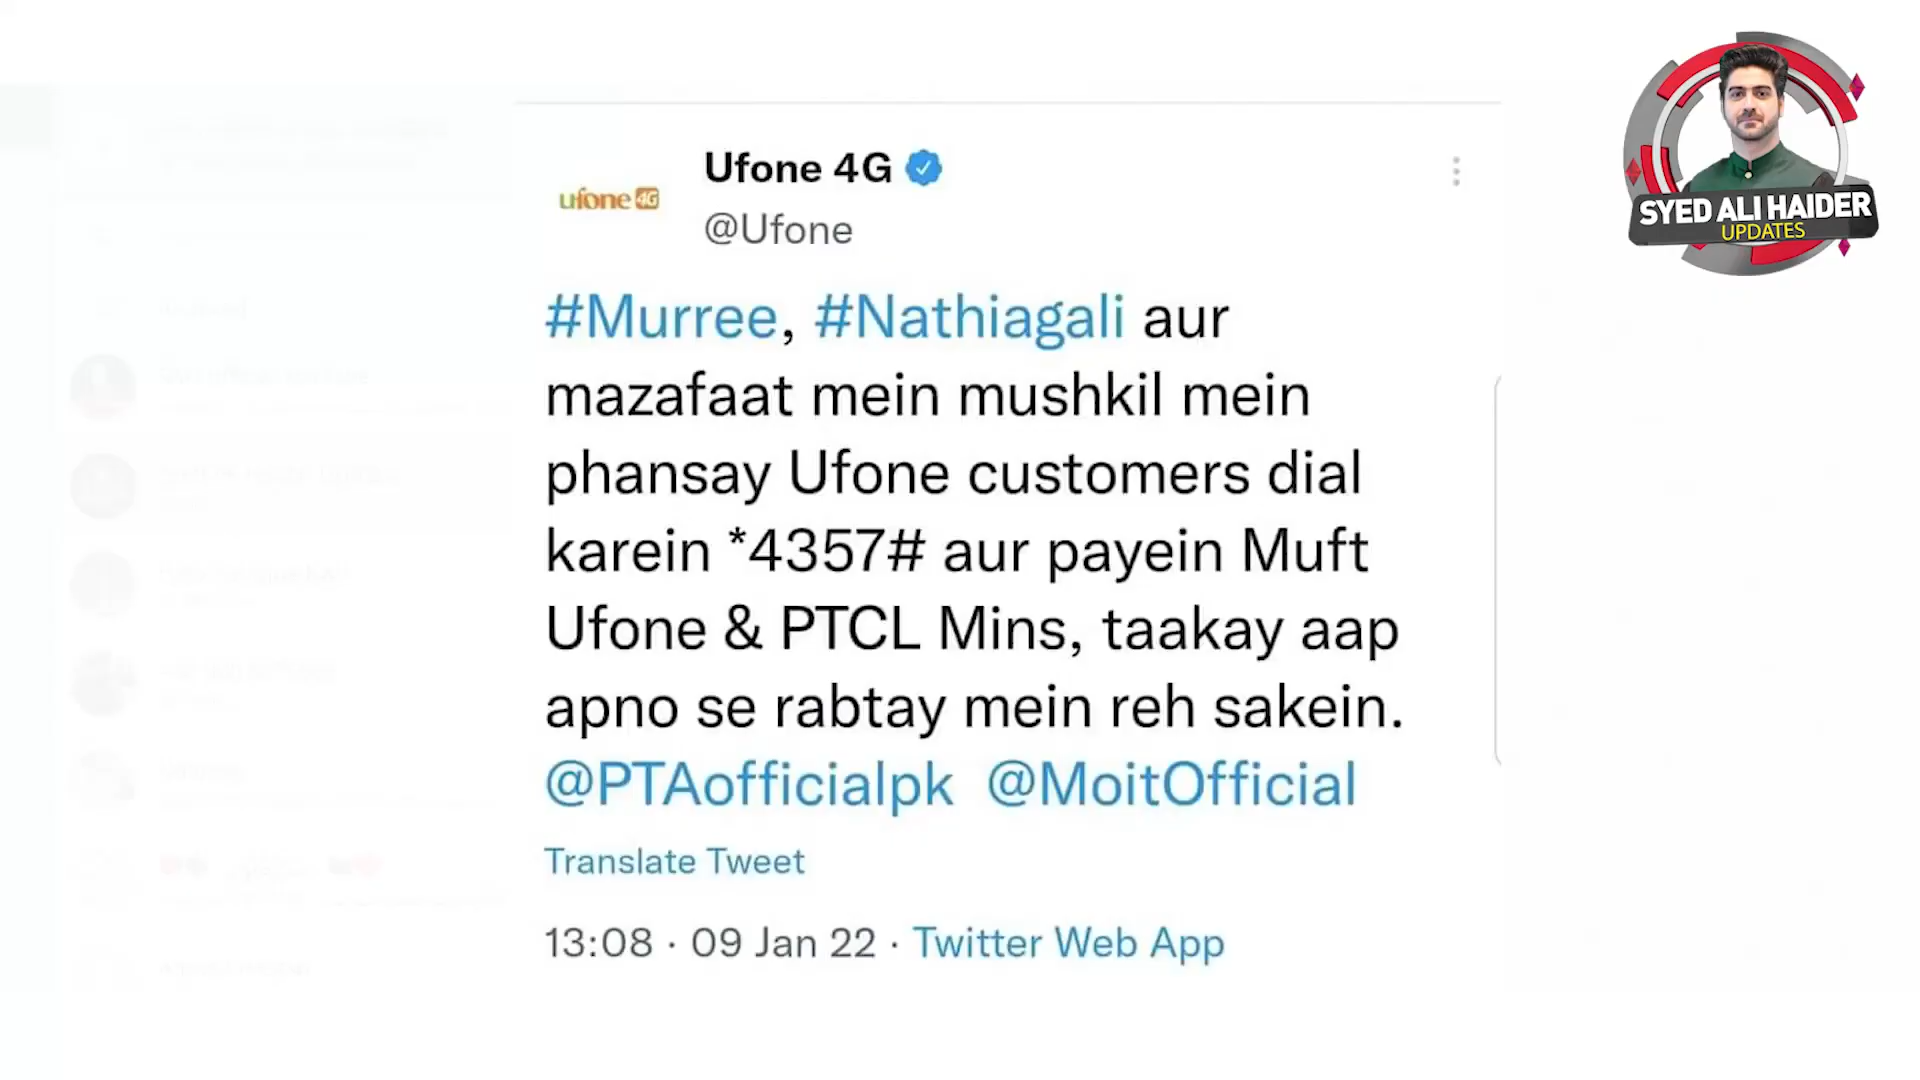 Ufone 4G
ufone 4G
@Ufone
SYED ALI HAIDER
UPDATES
#Murree, #Nathiagali aur
mazafaat mein mushkil mein
phansay Ufone customers dial
karein *4357# aur payein Muft
Ufone & PTCL Mins, taakay aap
apno se rabtay mein reh sakein.
@PTAofficialpk @MoitOfficial
Translate Tweet
13:08 · 09 Jan 22 · Twitter Web App